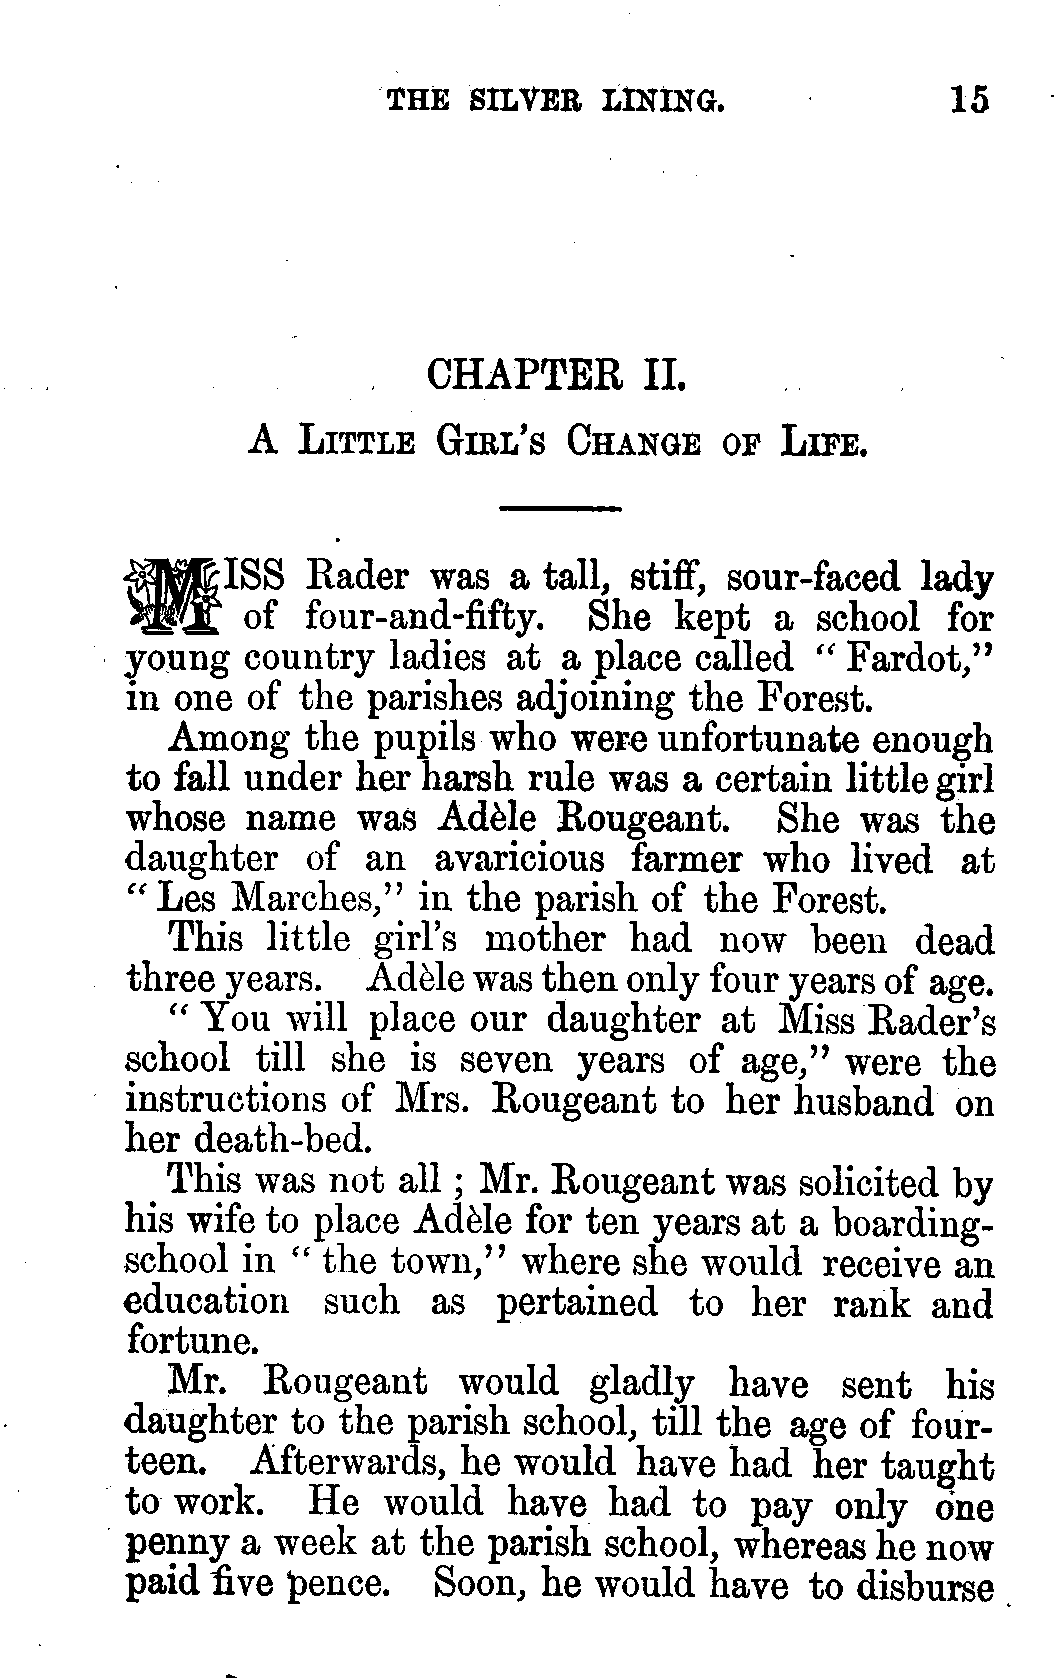 THE SILVER LINING. 15
CHAPTER II.
A LITTLE GIRL'S CHANGE OF LIFE.
MISS Rader was a tall, stiff, sour-faced lady
of four-and-fifty. She kept a school for
young country ladies at a place called “ Fardot,”
in one of the parishes adjoining the Forest.
Among the pupils who were unfortunate enough
to fall under her harsh rule was a certain little girl
whose name was Adèle Rougeant. She was the
daughter of an avaricious farmer who lived at
“ Les Marches,” in the parish of the Forest.
This little girl's mother had now been dead
three years. Adèle was then only four years of age.
“ You will place our daughter at Miss Rader's
school till she is seven years of age,” were the
instructions of Mrs. Rougeant to her husband on
her death-bed.
This was not all ; Mr. Rougeant was solicited by
his wife to place Adèle for ten years at a boarding-
school in “ the town,” where she would receive an
education such as pertained to her rank and
fortune.
Mr. Rougeant would gladly have sent his
daughter to the parish school, till the age of four-
teen. Afterwards, he would have had her taught
to work. He would have had to pay only one
penny a week at the parish school, whereas he now
paid five pence. Soon, he would have to disburse